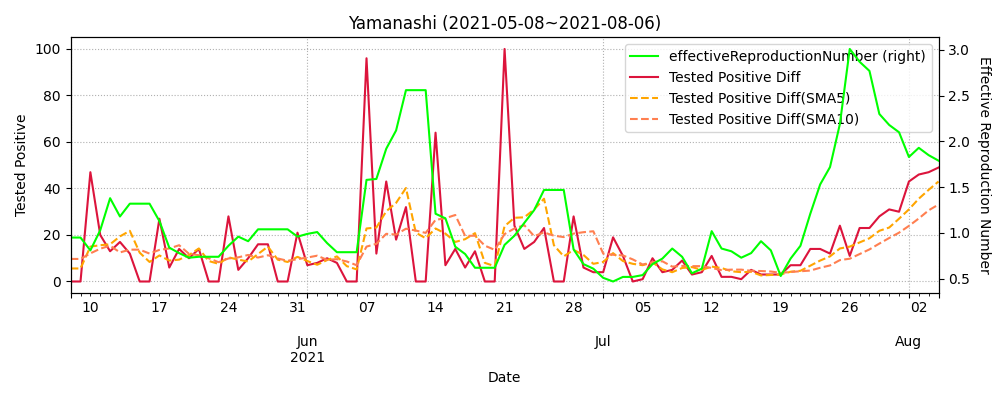 Yamanashi (2021-05-08~2021-08-06)
effectiveReproductionNumber (right)
Tested Positive Diff
Tested Positive Diff(SMA5)
Tested Positive Diff(SMA10)
Tested Positive
100
80
60
40
20
0
3.0
2.5
2.0
1.5
1.0
0.5
Effective Reproduction Number
10 17 24 31 07 14 21 28 05 12 19 26 02
Jun Jul Aug
2021
Date